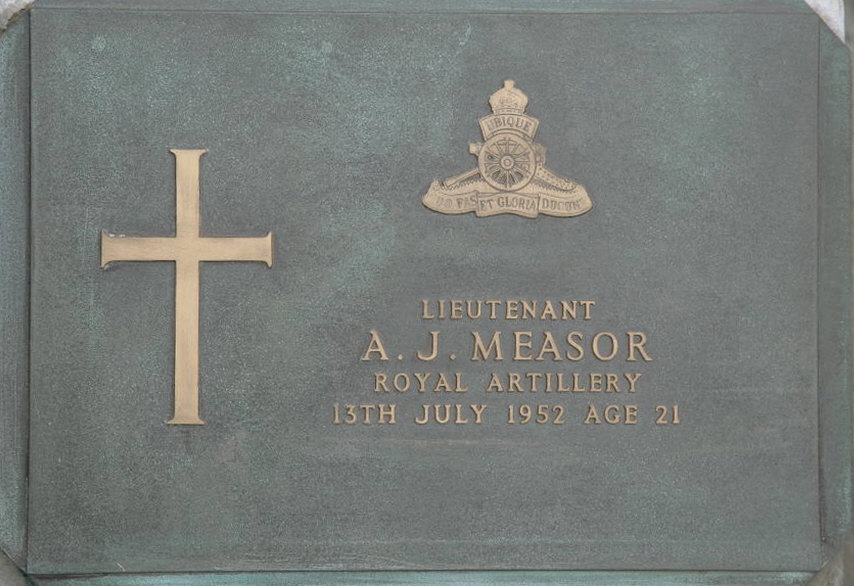 UBIQUE
QUO FAS ET GLORIA DUCUNT
LIEUTENANT
A. J. MEASOR
ROYAL ARTILLERY
13TH JULY 1952 AGE 21